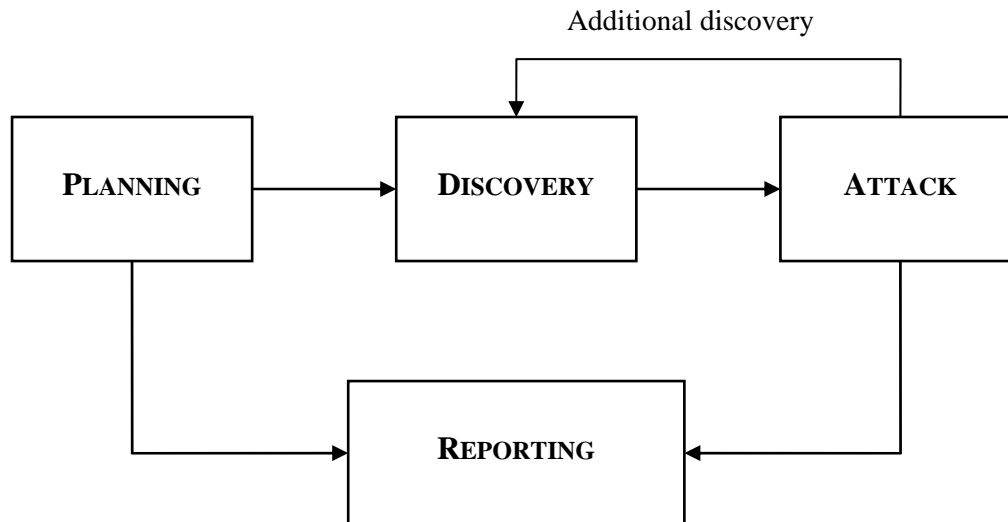 Additional discovery
PLANNING
DISCOVERY
ATTACK
REPORTING